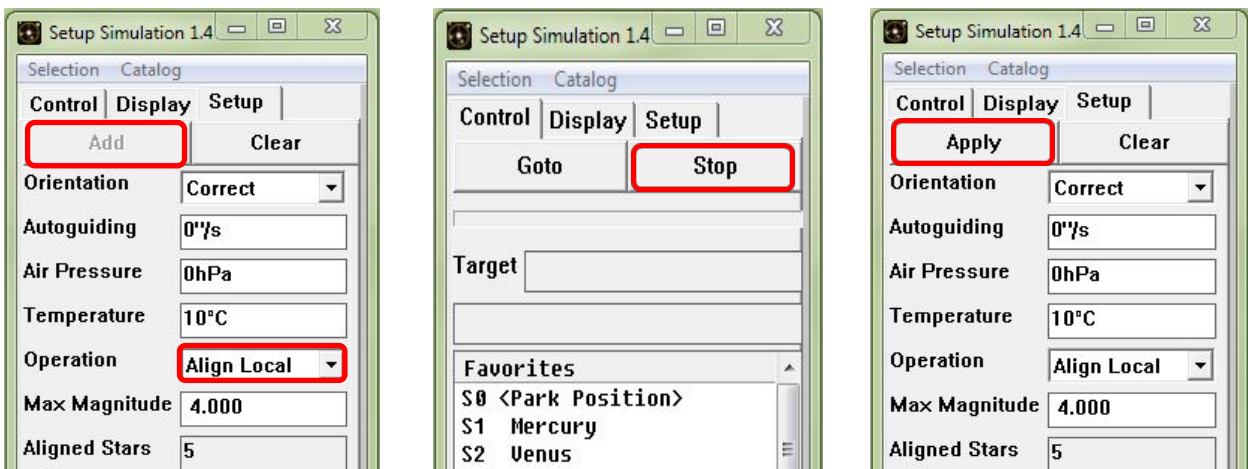 Setup Simulation 1.4
Selection Catalog
Control Display Setup
Add Clear
Orientation Correct
Autoguiding 0"/s
Air Pressure 0hPa
Temperature 10°C
Operation Align Local
Max Magnitude 4.000
Aligned Stars 5
Setup Simulation 1.4
Selection Catalog
Control Display Setup
Goto Stop
Target
Favorites
S0 <Park Position>
S1 Mercury
S2 Venus
Setup Simulation 1.4
Selection Catalog
Control Display Setup
Apply Clear
Orientation Correct
Autoguiding 0"/s
Air Pressure 0hPa
Temperature 10°C
Operation Align Local
Max Magnitude 4.000
Aligned Stars 5